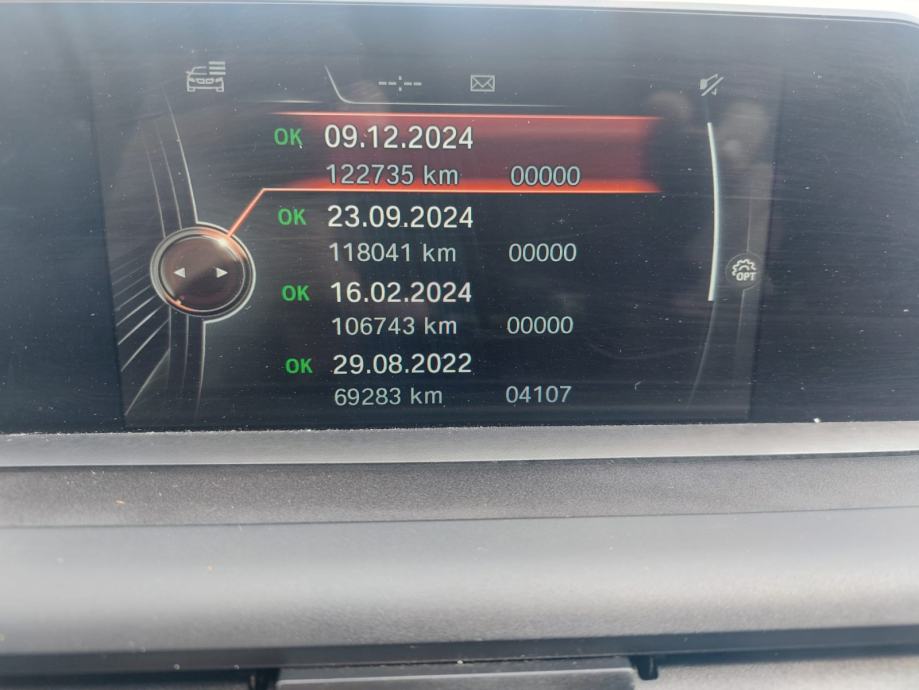 OK 09.12.2024
122735 km 00000
OK 23.09.2024
118041 km 00000
OPT
OK 16.02.2024
106743 km 00000
OK 29.08.2022
69283 km 04107